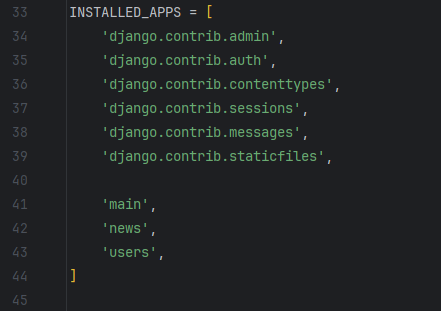 33 INSTALLED_APPS = [
34     'django.contrib.admin',
35     'django.contrib.auth',
36     'django.contrib.contenttypes',
37     'django.contrib.sessions',
38     'django.contrib.messages',
39     'django.contrib.staticfiles',
40
41     'main',
42     'news',
43     'users',
44 ]
45